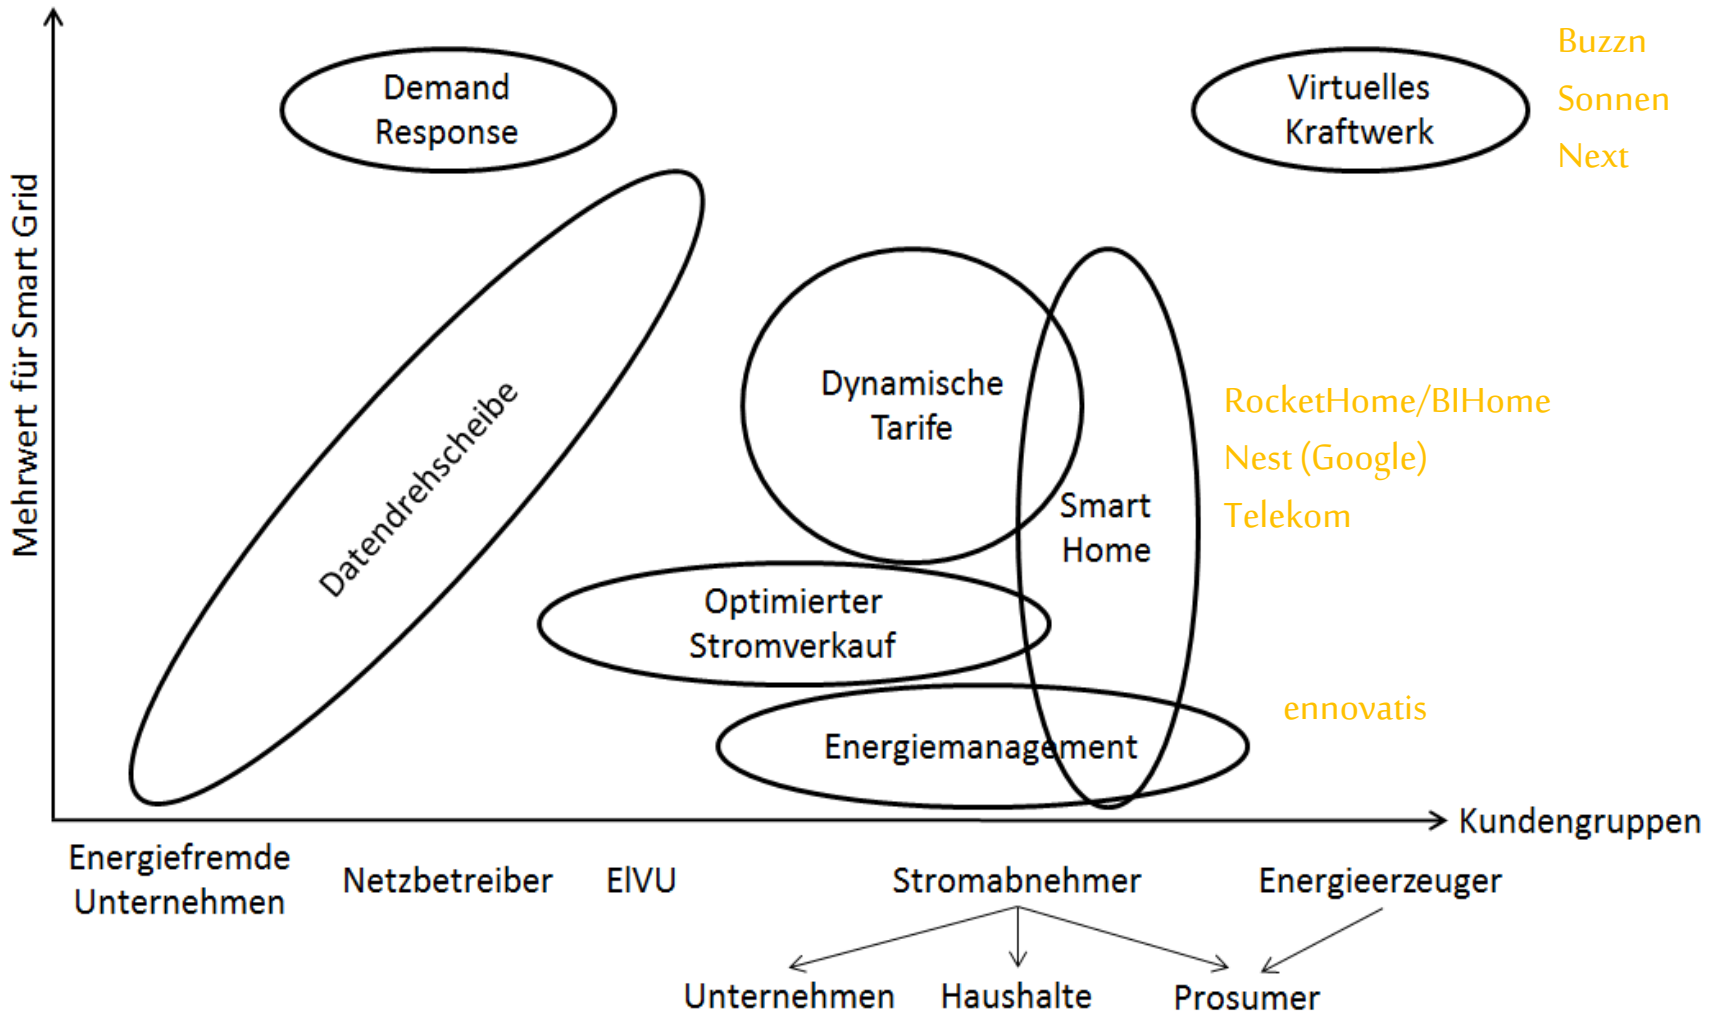 Buzzn
Demand
Response
Virtuelles
Kraftwerk
Sonnen
Next
Mehrwert für Smart Grid
Datendrehscheibe
Dynamische
Tarife
RocketHome/BIHome
Nest (Google)
Telekom
Smart
Home
Optimierter
Stromverkauf
ennovatis
Energiemanagement
Kundengruppen
Energiefremde
Unternehmen
Netzbetreiber
ElVU
Stromabnehmer
Energieerzeuger
Unternehmen
Haushalte
Prosumer